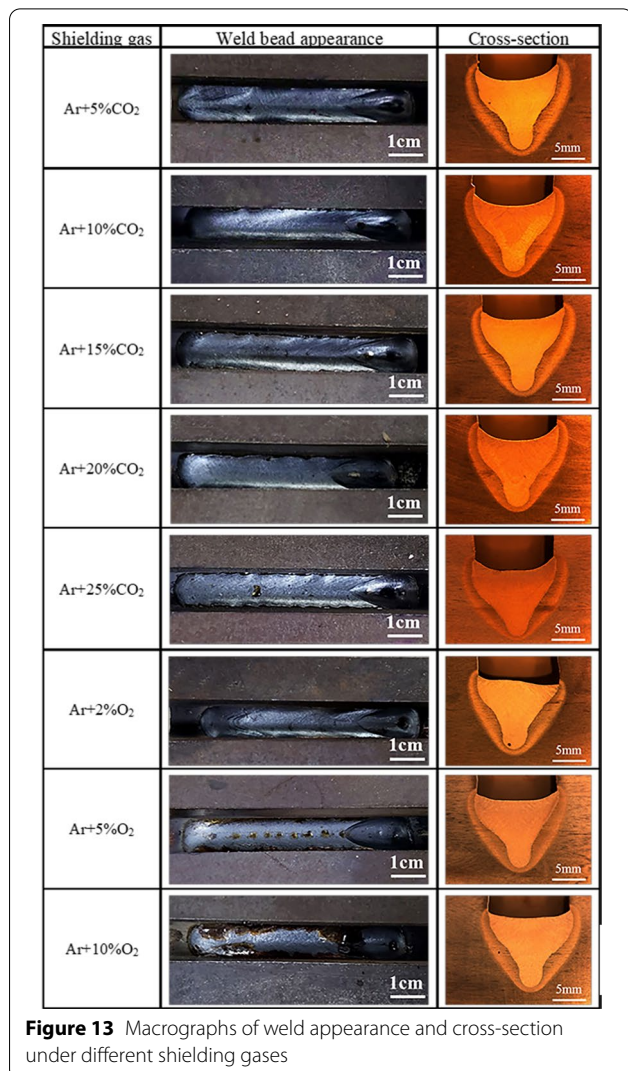 Shielding gas Weld bead appearance Cross-section
Ar+5%CO₂ 1cm 5mm
Ar+10%CO₂ 1cm 5mm
Ar+15%CO₂ 1cm 5mm
Ar+20%CO₂ 1cm 5mm
Ar+25%CO₂ 1cm 5mm
Ar+2%O₂ 1cm 5mm
Ar+5%O₂ 1cm 5mm
Ar+10%O₂ 1cm 5mm
Figure 13 Macrographs of weld appearance and cross-section
under different shielding gases